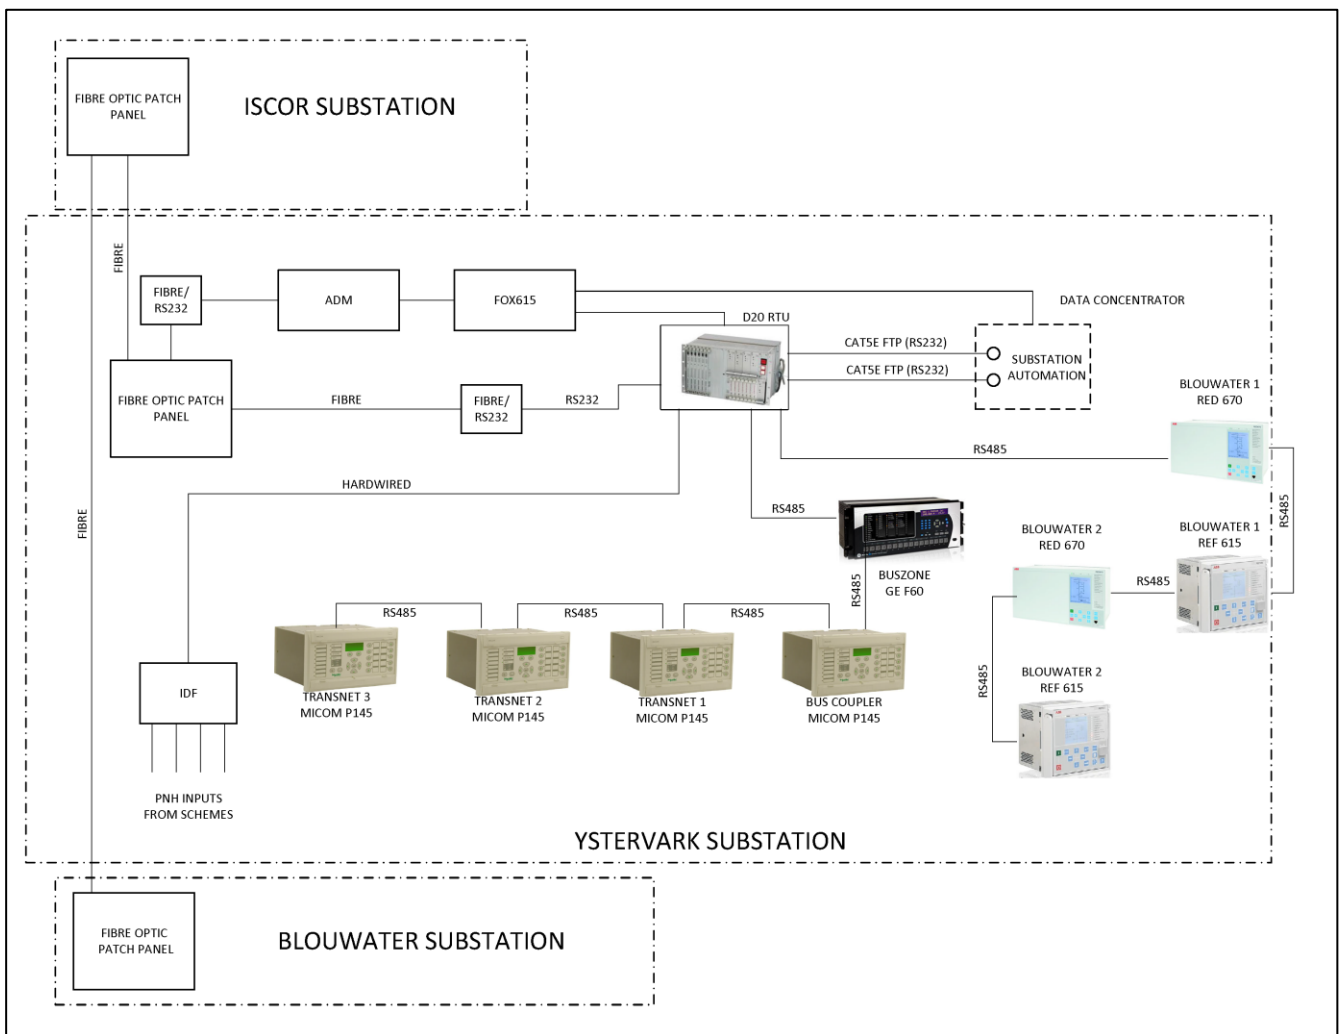 FIBRE OPTIC PATCH
PANEL
ISCOR SUBSTATION
FIBRE
FIBRE/
RS232
ADM
FOX615
DATA CONCENTRATOR
D20 RTU
CAT5E FTP (RS232)
CAT5E FTP (RS232)
SUBSTATION
AUTOMATION
FIBRE OPTIC PATCH
PANEL
FIBRE
FIBRE/
RS232
RS232
BLOUWATER 1
RED 670
RS485
HARDWIRED
FIBRE
RS485
RS485
BUSZONE
GE F60
BLOUWATER 2
RED 670
BLOUWATER 1
REF 615
RS485
RS485
RS485
RS485
RS485
RS485
IDF
TRANSNET 3
MICOM P145
TRANSNET 2
MICOM P145
TRANSNET 1
MICOM P145
BUS COUPLER
MICOM P145
BLOUWATER 2
REF 615
PNH INPUTS
FROM SCHEMES
YSTERVARK SUBSTATION
FIBRE OPTIC
PATCH PANEL
BLOUWATER SUBSTATION